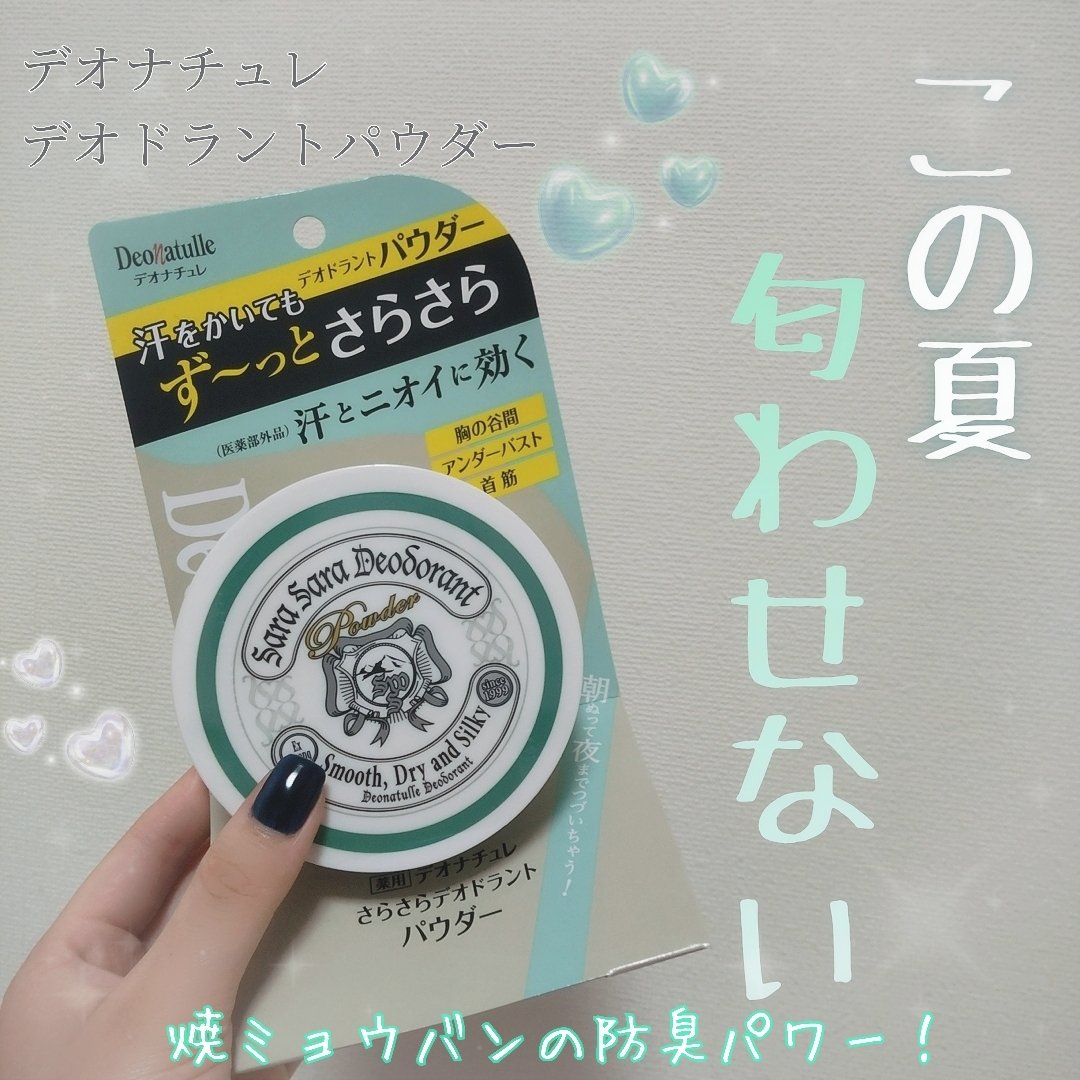 デオナチュレ
デオドラントパウダー
この夏
匂わせない
Deonatulle
デオナチュレ
デオドラントパウダー
汗をかいても
ず〜っとさらさら
(医薬部外品)汗とニオイに効く
胸の谷間
アンダーバスト
首筋
De
Sara Sara Deodorant
Powder
since 1999
Ex
Smooth, Dry and Silky
Deonatulle Deodorant
朝ぬって夜までつづいちゃう!
薬用 デオナチュレ
さらさらデオドラント
パウダー
焼ミョウバンの防臭パワー!